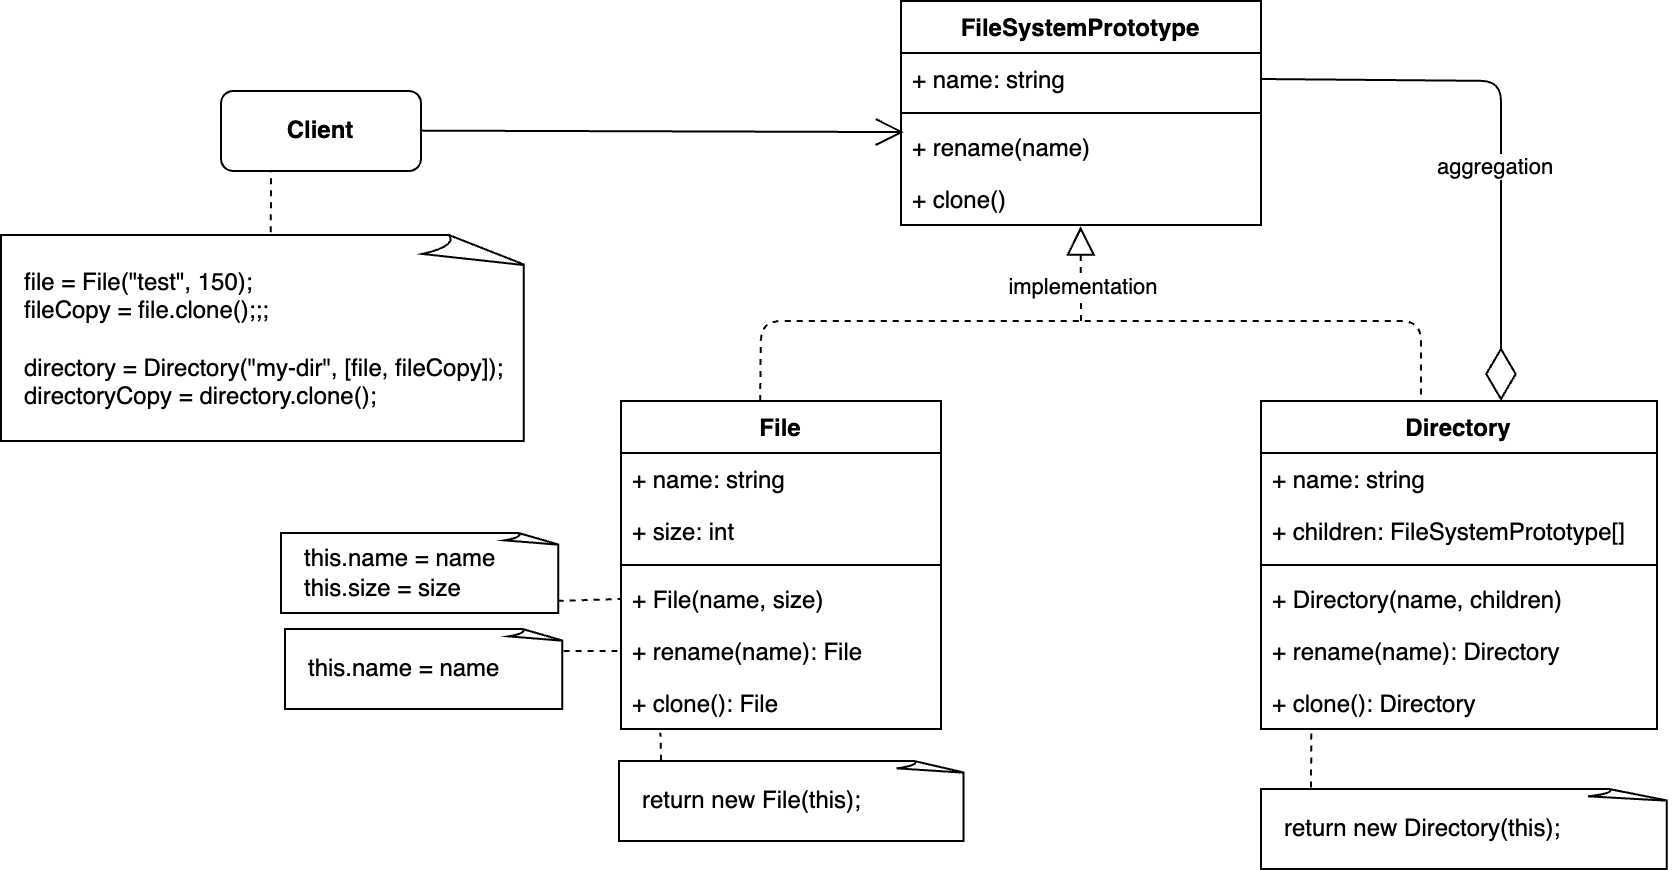 FileSystemPrototype
+ name: string
+ rename(name)
+ clone()
Client
aggregation
file = File("test", 150);
fileCopy = file.clone();;;
directory = Directory("my-dir", [file, fileCopy]);
directoryCopy = directory.clone();
implementation
File
+ name: string
+ size: int
+ File(name, size)
+ rename(name): File
+ clone(): File
this.name = name
this.size = size
this.name = name
return new File(this);
Directory
+ name: string
+ children: FileSystemPrototype[]
+ Directory(name, children)
+ rename(name): Directory
+ clone(): Directory
return new Directory(this);